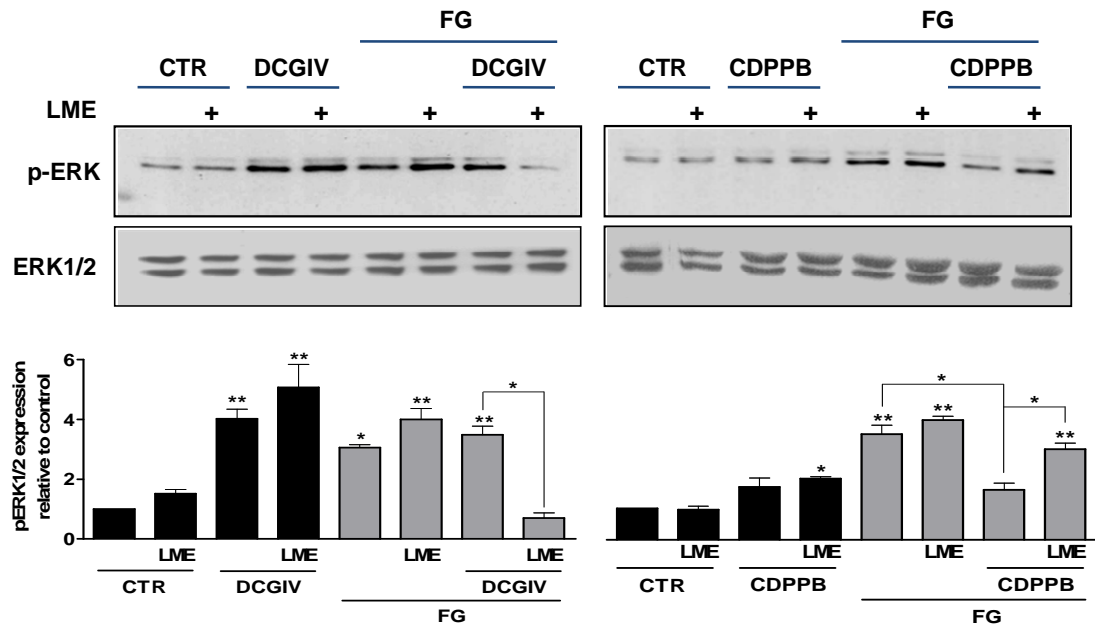 FG
FG
CTR DCGIV DCGIV
CTR CDPPB CDPPB
LME + + + +
+ + + +
p-ERK
ERK1/2
pERK1/2 expression
relative to control
6
4
2
0
** ** * ** ** *
* ** ** * * **
LME LME LME LME
CTR DCGIV DCGIV
FG
LME LME LME LME
CTR CDPPB CDPPB
FG